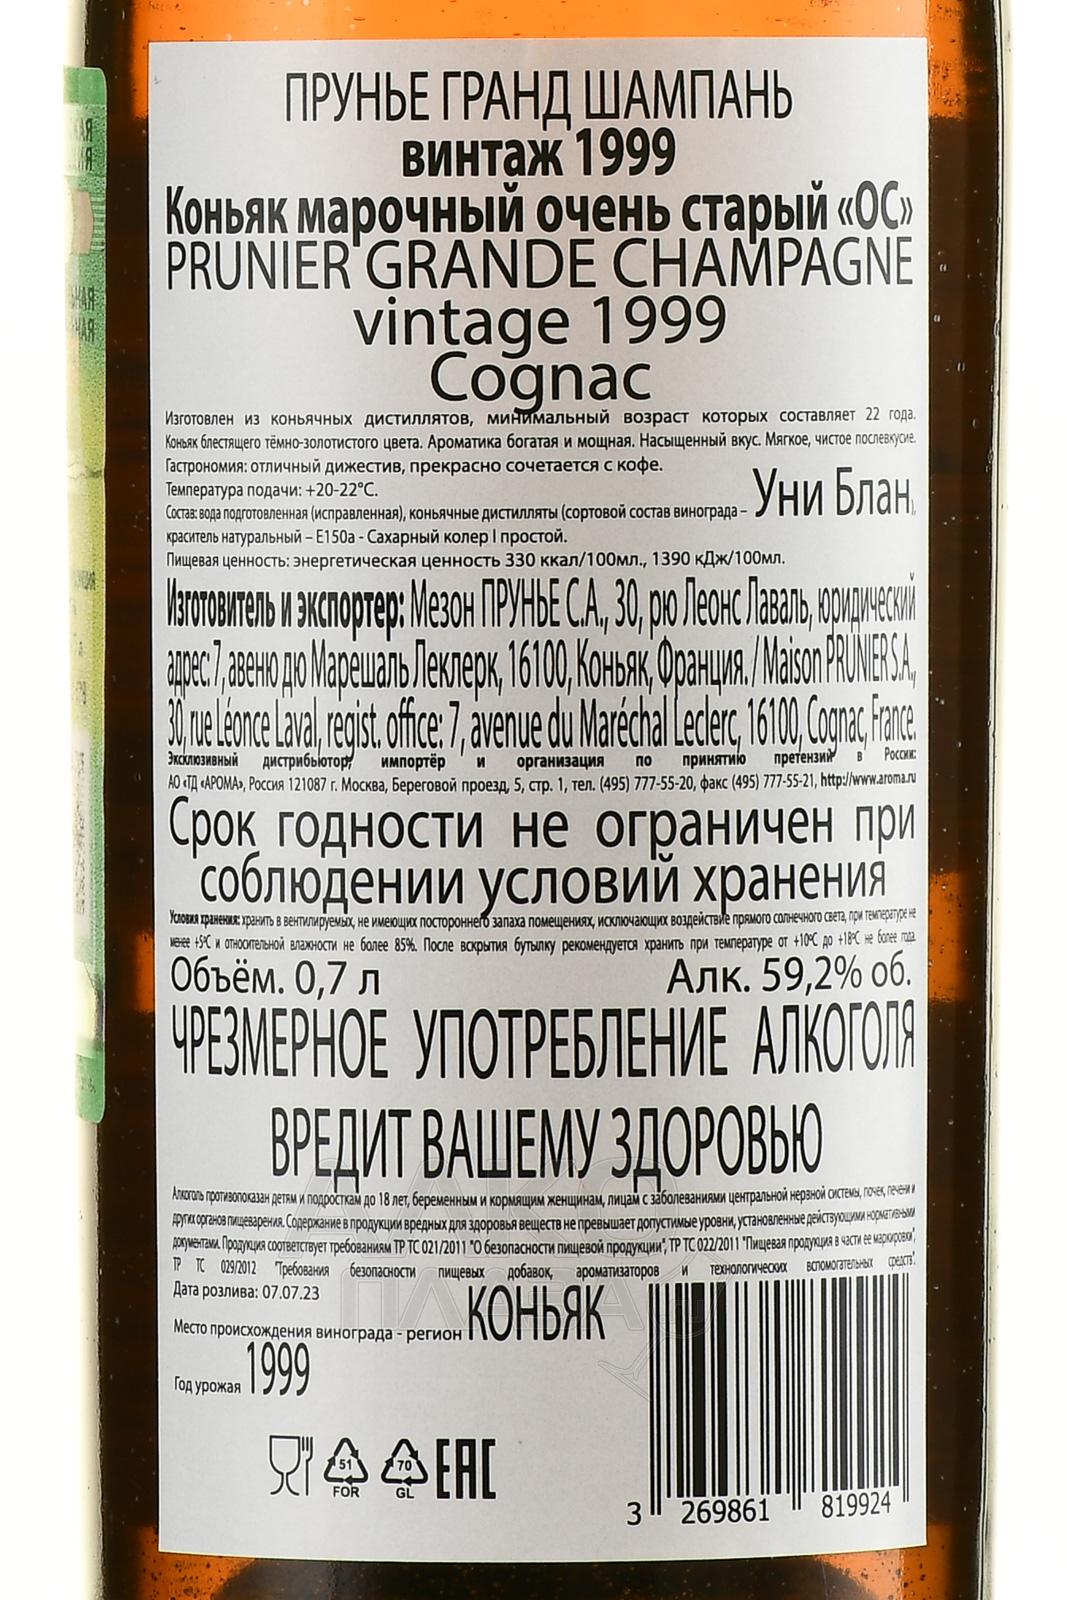 ПРУНЬЕ ГРАНД ШАМПАНЬ
винтаж 1999
Коньяк марочный очень старый «ОС»
PRUNIER GRANDE CHAMPAGNE
vintage 1999
Cognac
Изготовлен из коньячных дистиллятов, минимальный возраст которых составляет 22 года.
Коньяк блестящего тёмно-золотистого цвета. Ароматика богатая и мощная. Насыщенный вкус. Мягкое, чистое послевкусие.
Гастрономия: отличный дижестив, прекрасно сочетается с кофе.
Температура подачи: +20-22°С.
Состав: вода подготовленная (исправленная), коньячные дистилляты (сортовой состав винограда – Уни Блан),
краситель натуральный – Е150а - Сахарный колер I простой.
Пищевая ценность: энергетическая ценность 330 ккал/100мл., 1390 кДж/100мл.
Изготовитель и экспортер: Мезон ПРУНЬЕ С.А., 30, рю Леонс Лаваль, юридический
адрес: 7, авеню дю Марешаль Леклерк, 16100, Коньяк, Франция. / Maison PRUNIER S.A.,
30, rue Léonce Laval, regist. office: 7, avenue du Maréchal Leclerc, 16100, Cognac, France.
Эксклюзивный дистрибьютор, импортёр и организация по принятию претензий в России:
АО «ТД «АРОМА», Россия 121087 г. Москва, Береговой проезд, 5, стр. 1, тел. (495) 777-55-20, факс (495) 777-55-21, http://www.aroma.ru
Срок годности не ограничен при
соблюдении условий хранения
Условия хранения: хранить в вентилируемых, не имеющих постороннего запаха помещениях, исключающих воздействие прямого солнечного света, при температуре не
менее +5°С и относительной влажности не более 85%. После вскрытия бутылку рекомендуется хранить при температуре от +10°С до +18°С не более года.
Объём. 0,7 л Алк. 59,2% об.
ЧРЕЗМЕРНОЕ УПОТРЕБЛЕНИЕ АЛКОГОЛЯ
ВРЕДИТ ВАШЕМУ ЗДОРОВЬЮ
Алкоголь противопоказан детям и подросткам до 18 лет, беременным и кормящим женщинам, лицам с заболеваниями центральной нервной системы, почек, печени и
других органов пищеварения. Содержание в продукции вредных для здоровья веществ не превышает допустимые уровни, установленные действующими нормативными
документами. Продукция соответствует требованиям ТР ТС 021/2011 "О безопасности пищевой продукции", ТР ТС 022/2011 "Пищевая продукция в части ее маркировки",
ТР ТС 029/2012 "Требования безопасности пищевых добавок, ароматизаторов и технологических вспомогательных средств".
Дата розлива: 07.07.23
Место происхождения винограда - регион КОНЬЯК
Год урожая 1999
51
FOR
70
GL
EAC
3 269861 819924
АЛКО
ПЛАЗА